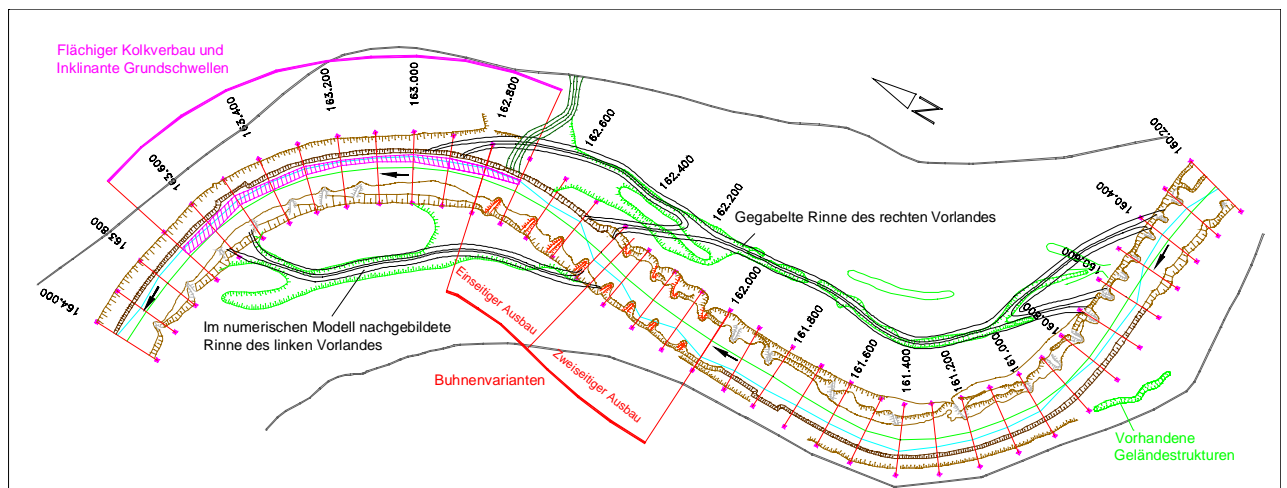 Flächiger Kolkverbau und
Inklinante Grundschwellen
164.000
163.800
163.600
163.400
163.200
163.000
162.800
162.600
162.400
162.200
162.000
161.800
161.600
161.400
161.200
161.000
160.800
160.600
160.400
160.200
N
Gegabelte Rinne des rechten Vorlandes
Im numerischen Modell nachgebildete
Rinne des linken Vorlandes
Einseitiger Ausbau
Zweiseitiger Ausbau
Buhnenvarianten
Vorhandene
Geländestrukturen